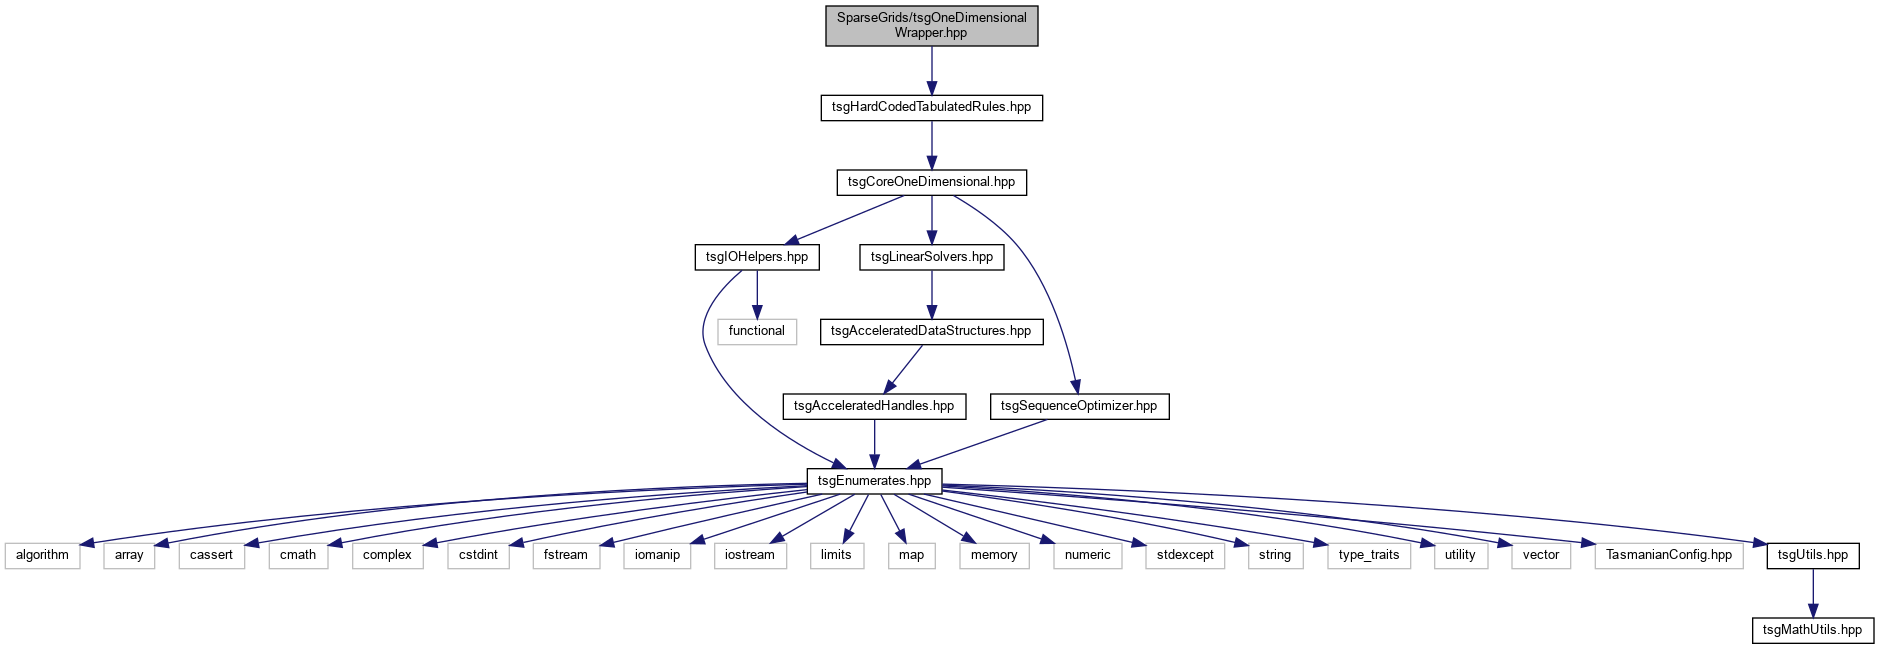 SparseGrids/tsgOneDimensional
Wrapper.hpp
tsgHardCodedTabulatedRules.hpp
tsgCoreOneDimensional.hpp
tsgIOHelpers.hpp
tsgLinearSolvers.hpp
functional
tsgAcceleratedDataStructures.hpp
tsgAcceleratedHandles.hpp
tsgSequenceOptimizer.hpp
tsgEnumerates.hpp
algorithm
array
cassert
cmath
complex
cstdint
fstream
iomanip
iostream
limits
map
memory
numeric
stdexcept
string
type_traits
utility
vector
TasmanianConfig.hpp
tsgUtils.hpp
tsgMathUtils.hpp